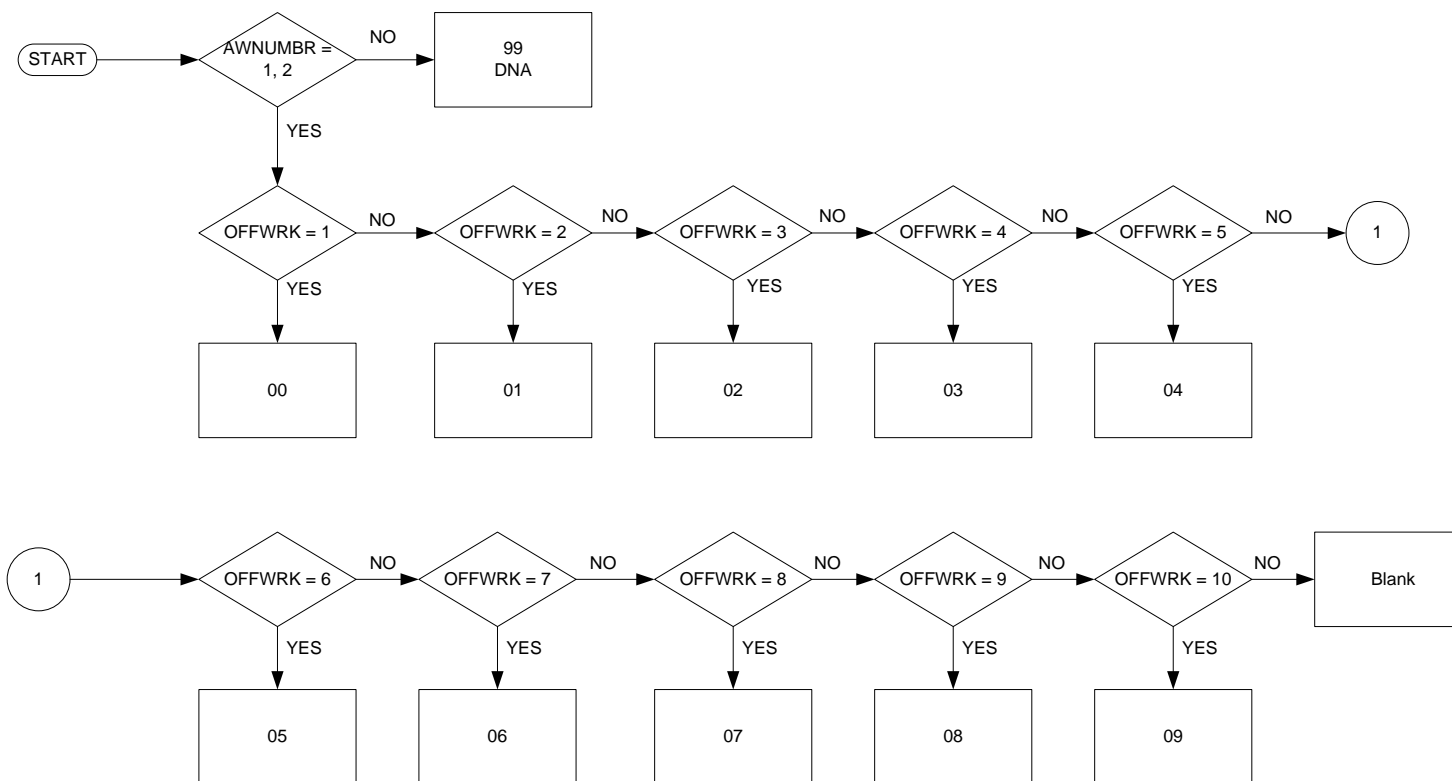 START
AWNUMBR =
1, 2
NO
99
DNA
YES
OFFWRK = 1
NO
OFFWRK = 2
NO
OFFWRK = 3
NO
OFFWRK = 4
NO
OFFWRK = 5
NO
1
YES
YES
YES
YES
YES
00
01
02
03
04
1
OFFWRK = 6
NO
OFFWRK = 7
NO
OFFWRK = 8
NO
OFFWRK = 9
NO
OFFWRK = 10
NO
Blank
YES
YES
YES
YES
YES
05
06
07
08
09